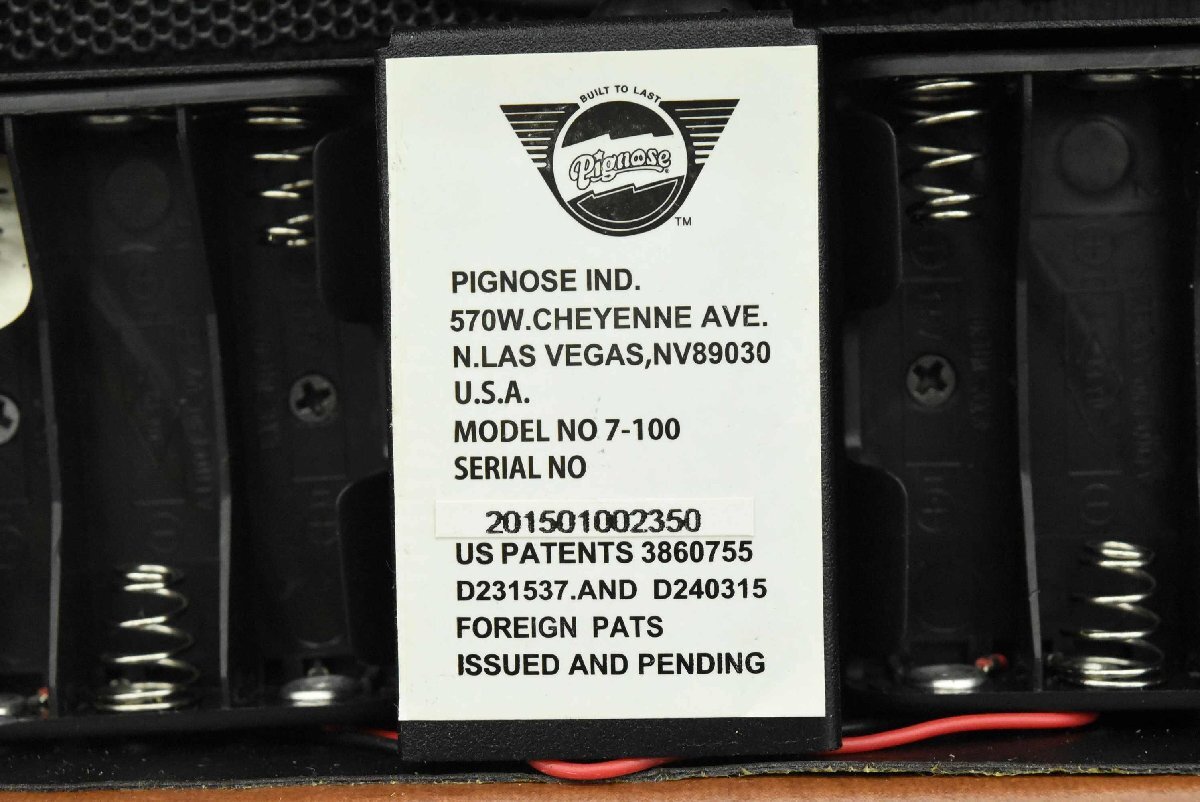 BUILT TO LAST
Pignose
TM
PIGNOSE IND.
570W.CHEYENNE AVE.
N.LAS VEGAS,NV89030
U.S.A.
MODEL NO 7-100
SERIAL NO
201501002350
US PATENTS 3860755
D231537.AND D240315
FOREIGN PATS
ISSUED AND PENDING